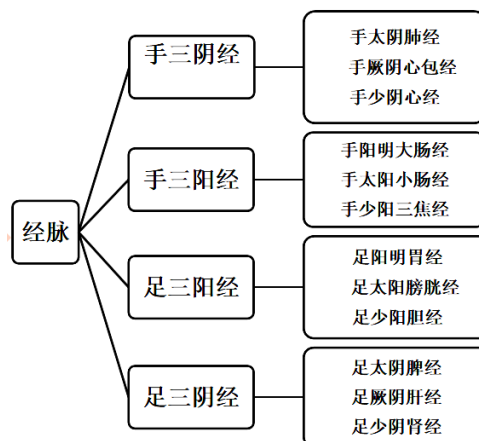 经脉
手三阴经
手太阴肺经
手厥阴心包经
手少阴心经
手三阳经
手阳明大肠经
手太阳小肠经
手少阳三焦经
足三阳经
足阳明胃经
足太阳膀胱经
足少阳胆经
足三阴经
足太阴脾经
足厥阴肝经
足少阴肾经